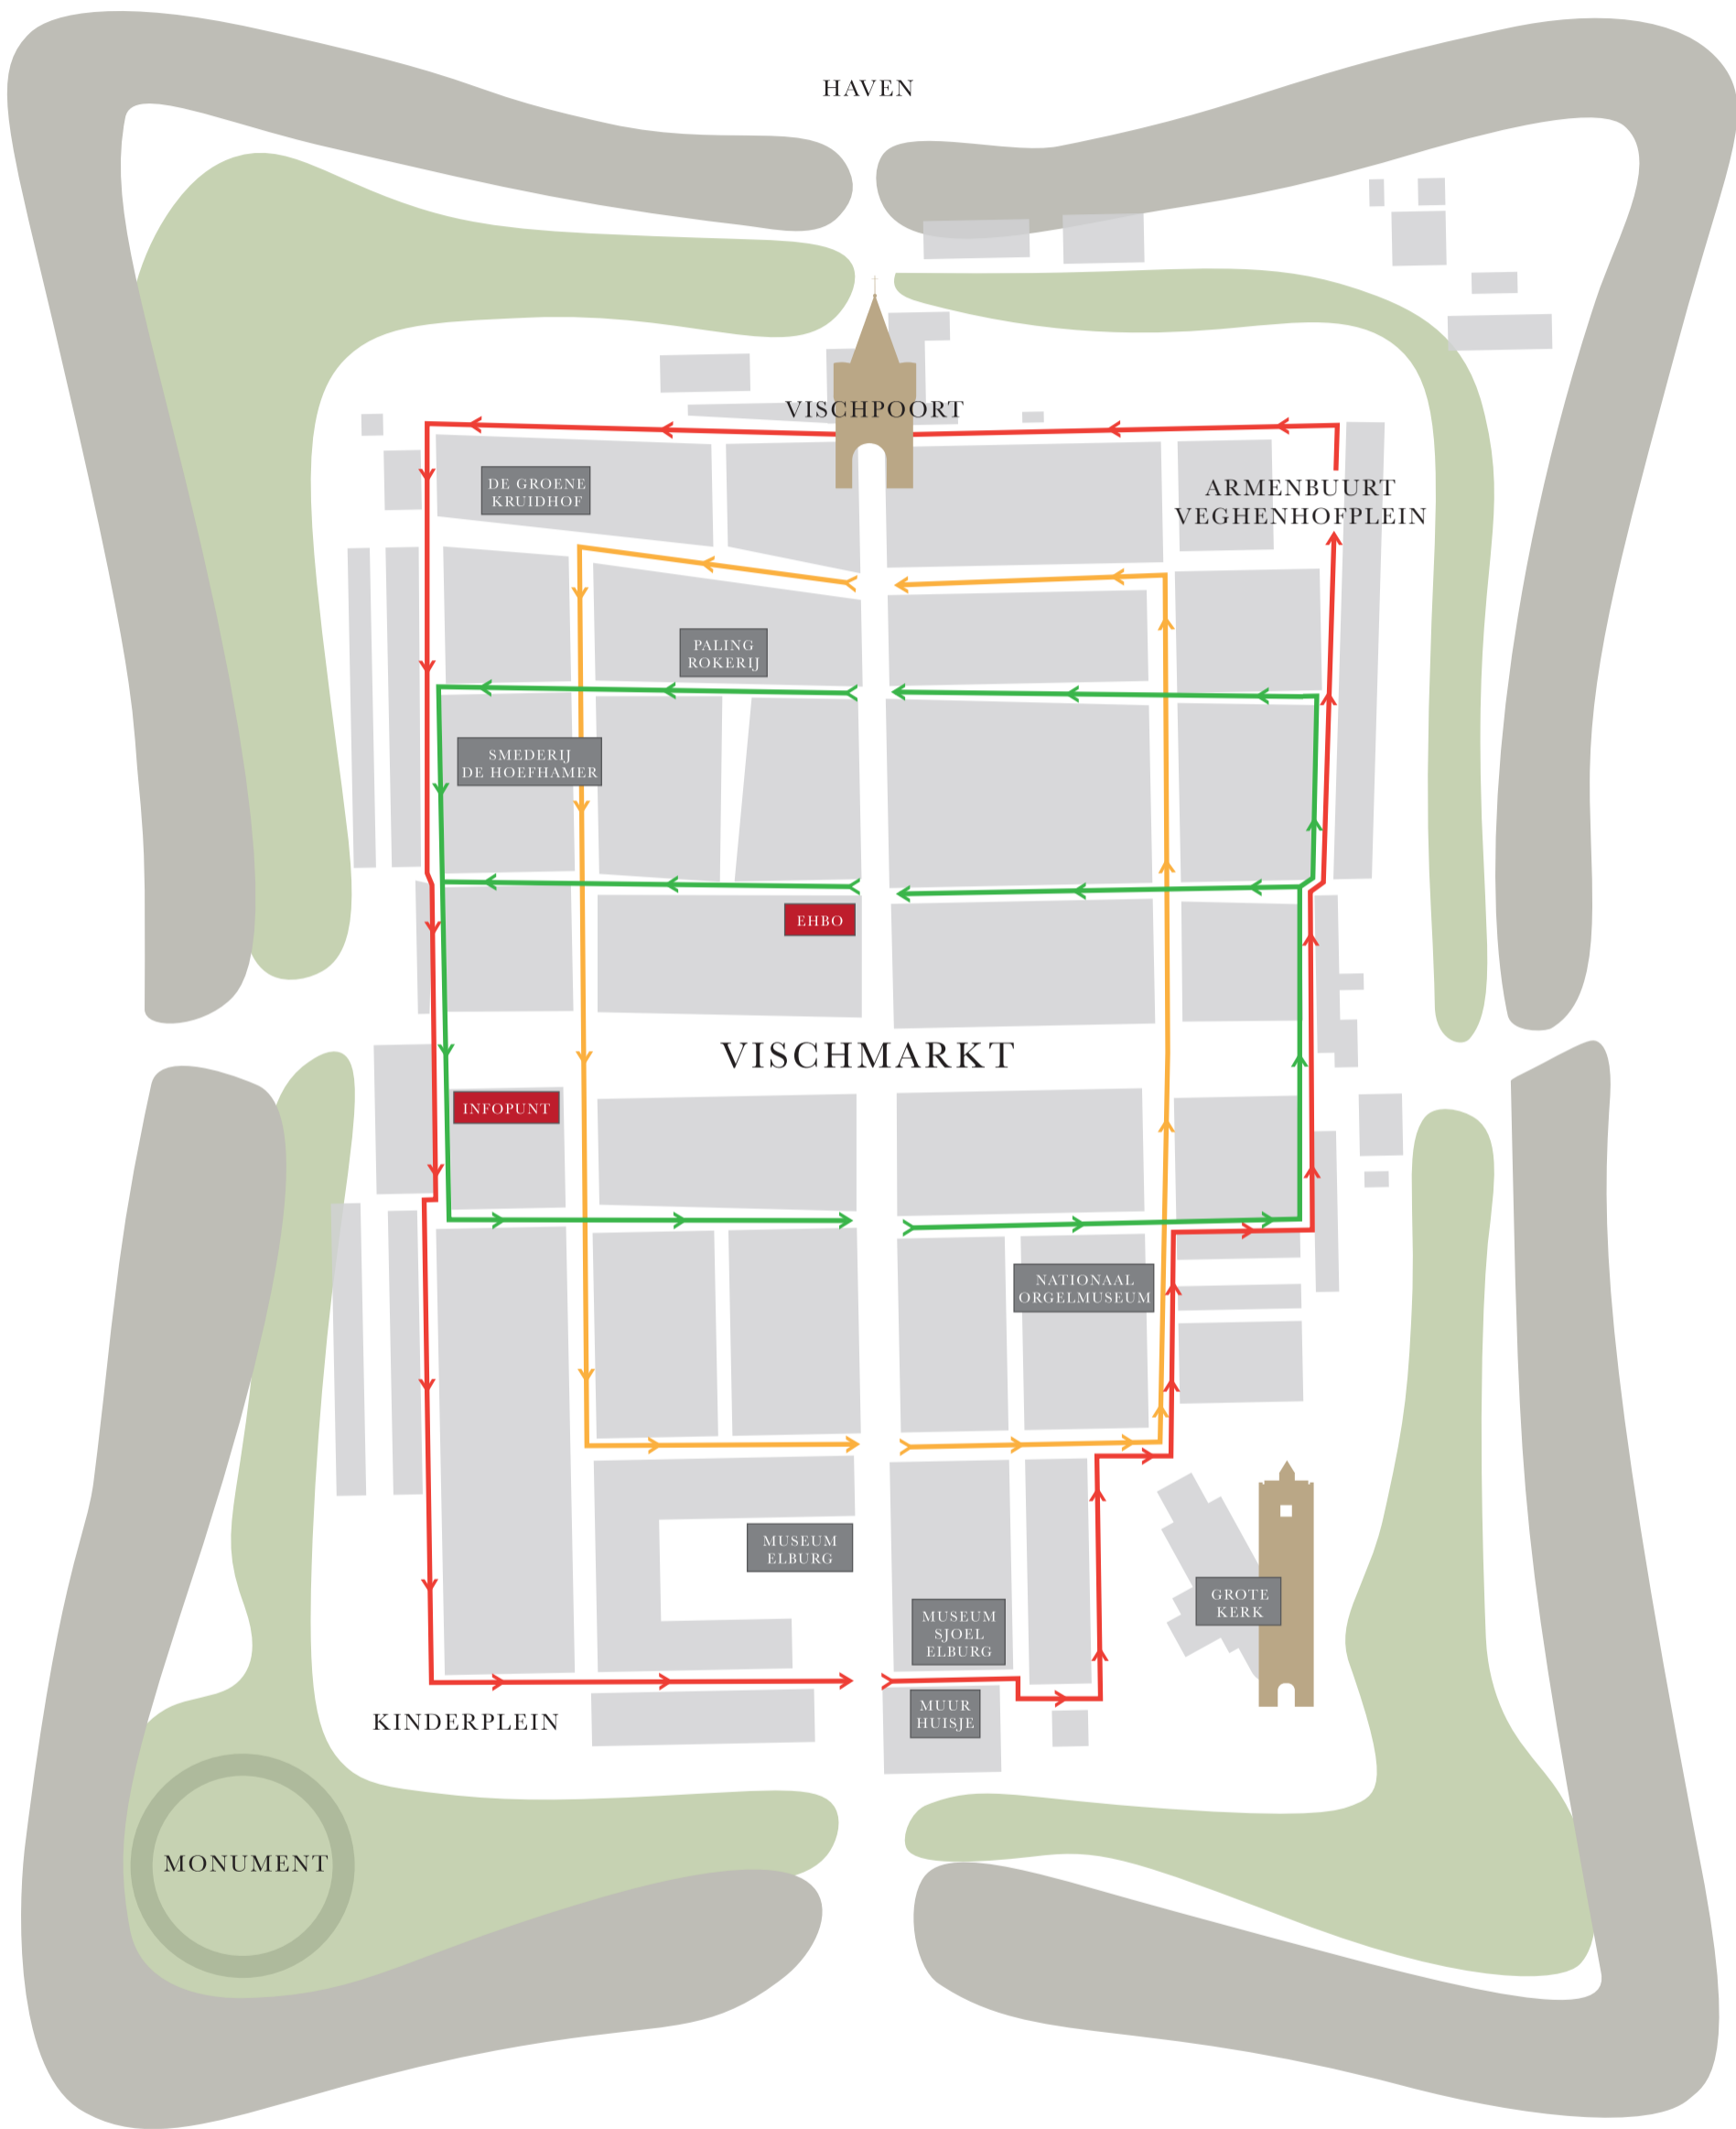 HAVEN
VISCHPOORT
DE GROENE
KRUIDHOF
ARMENBUURT
VEGHENHOFPLEIN
PALING
ROKERIJ
SMEDERIJ
DE HOEFHAMER
EHBO
VISCHMARKT
INFOPUNT
NATIONAAL
ORGELMUSEUM
MUSEUM
ELBURG
GROTE
KERK
MUSEUM
SJOEL
ELBURG
MUUR
HUISJE
KINDERPLEIN
MONUMENT